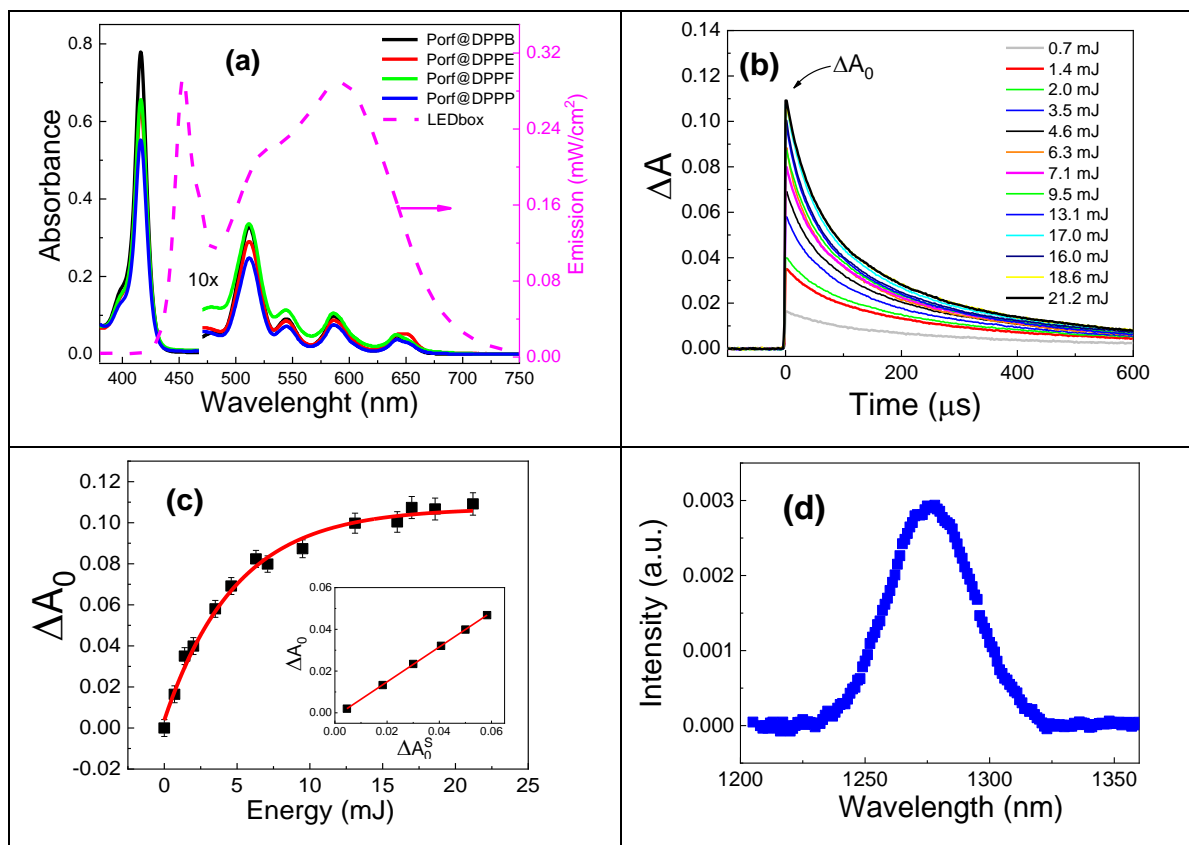 (a)
Porf@DPPB
Porf@DPPE
Porf@DPPF
Porf@DPPP
LEDbox
10x
0.8
0.6
0.4
0.2
0.0
Absorbance
0.32
0.24
0.16
0.08
0.00
Emission (mW/cm²)
400 450 500 550 600 650 700 750
Wavelenght (nm)
(b)
ΔA₀
0.7 mJ
1.4 mJ
2.0 mJ
3.5 mJ
4.6 mJ
6.3 mJ
7.1 mJ
9.5 mJ
13.1 mJ
17.0 mJ
16.0 mJ
18.6 mJ
21.2 mJ
0.14
0.12
0.10
0.08
0.06
0.04
0.02
0.00
ΔA
0 200 400 600
Time (μs)
(c)
0.12
0.10
0.08
0.06
0.04
0.02
0.00
-0.02
ΔA₀
0 5 10 15 20 25
Energy (mJ)
0.06
0.04
0.02
0.00
ΔA₀
0.00 0.02 0.04 0.06
ΔA₀ˢ
(d)
0.003
0.002
0.001
0.000
Intensity (a.u.)
1200 1250 1300 1350
Wavelength (nm)